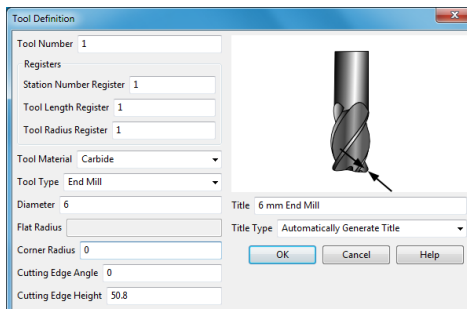 Tool Definition
Tool Number 1
Registers
Station Number Register 1
Tool Length Register 1
Tool Radius Register 1
Tool Material Carbide
Tool Type End Mill
Diameter 6
Flat Radius
Corner Radius 0
Cutting Edge Angle 0
Cutting Edge Height 50.8
Title 6 mm End Mill
Title Type Automatically Generate Title
OK Cancel Help